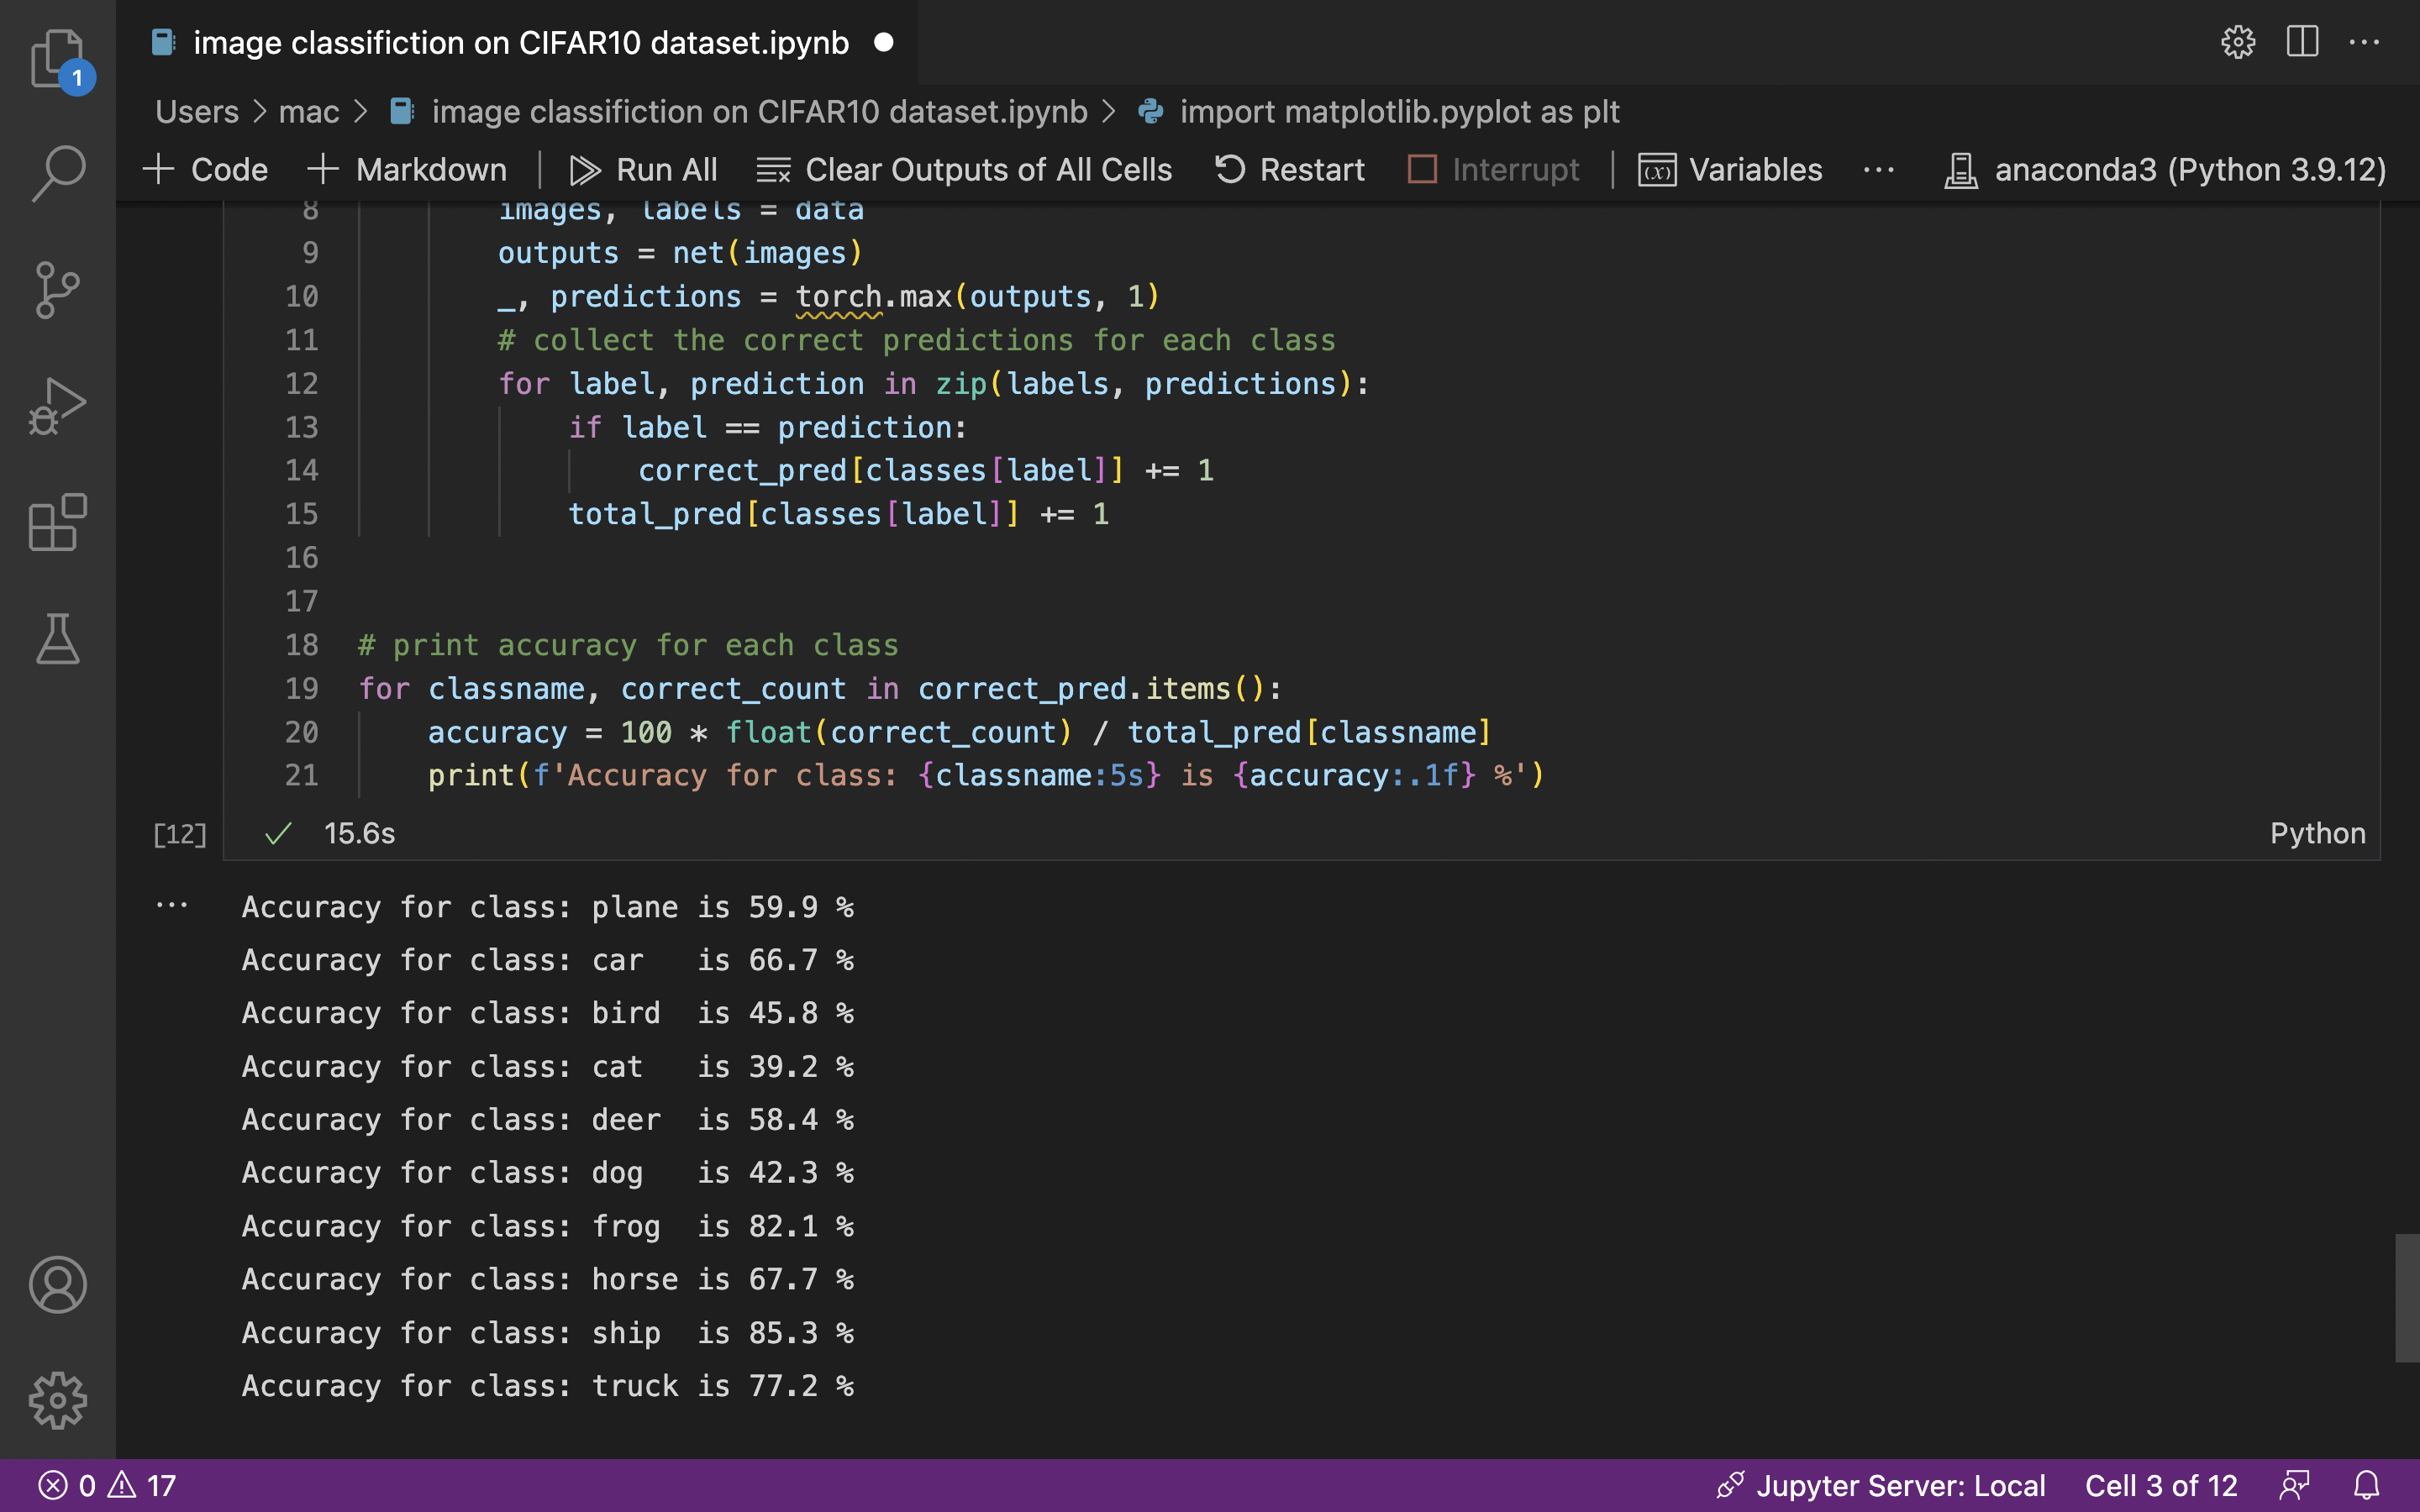 image classifiction on CIFAR10 dataset.ipynb
1
Users > mac > image classifiction on CIFAR10 dataset.ipynb > import matplotlib.pyplot as plt
+ Code + Markdown Run All Clear Outputs of All Cells Restart Interrupt (x) Variables ... anaconda3 (Python 3.9.12)
8 images, labels = data
9 outputs = net(images)
10 _, predictions = torch.max(outputs, 1)
11 # collect the correct predictions for each class
12 for label, prediction in zip(labels, predictions):
13 if label == prediction:
14 correct_pred[classes[label]] += 1
15 total_pred[classes[label]] += 1
16
17
18 # print accuracy for each class
19 for classname, correct_count in correct_pred.items():
20 accuracy = 100 * float(correct_count) / total_pred[classname]
21 print(f'Accuracy for class: {classname:5s} is {accuracy:.1f} %')
[12] 15.6s Python
Accuracy for class: plane is 59.9 %
Accuracy for class: car   is 66.7 %
Accuracy for class: bird  is 45.8 %
Accuracy for class: cat   is 39.2 %
Accuracy for class: deer  is 58.4 %
Accuracy for class: dog   is 42.3 %
Accuracy for class: frog  is 82.1 %
Accuracy for class: horse is 67.7 %
Accuracy for class: ship  is 85.3 %
Accuracy for class: truck is 77.2 %
0 17 Jupyter Server: Local Cell 3 of 12